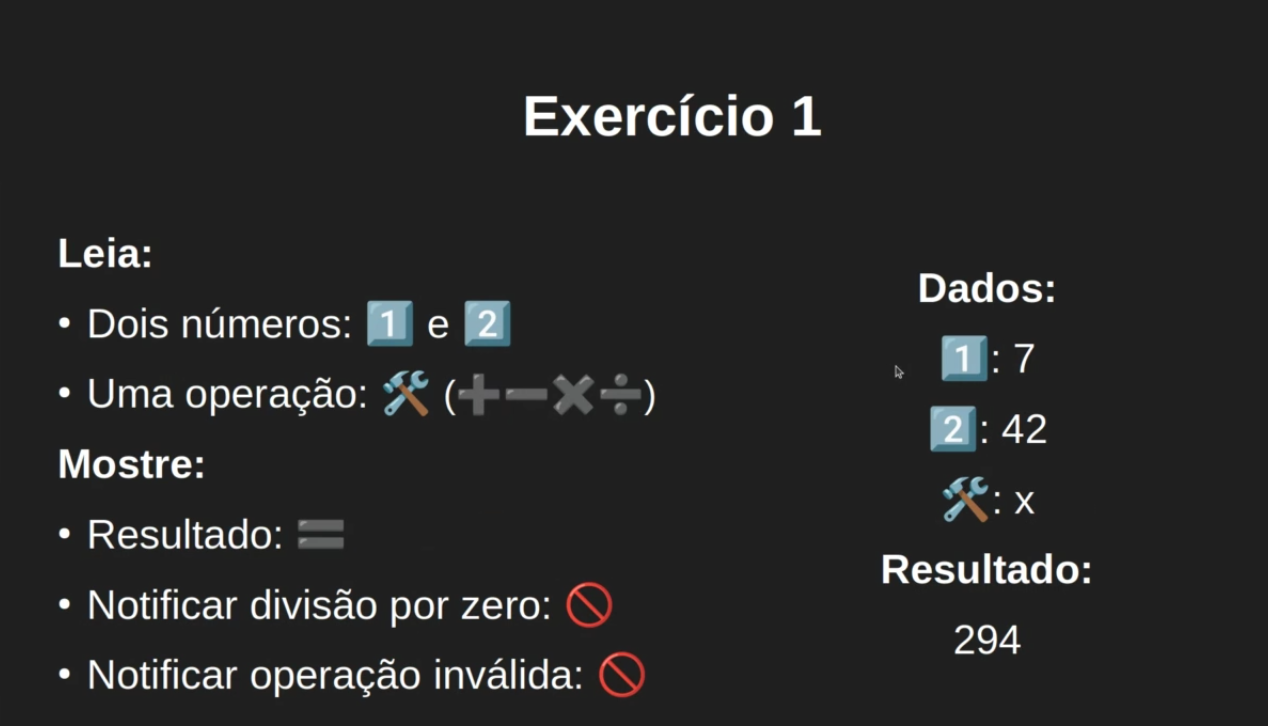 Exercício 1
Leia:
• Dois números: 1️⃣ e 2️⃣
• Uma operação: 🛠️ (➕➖✖️➗)
Mostre:
• Resultado: 🟰
• Notificar divisão por zero: 🚫
• Notificar operação inválida: 🚫
Dados:
1️⃣: 7
2️⃣: 42
🛠️: x
Resultado:
294